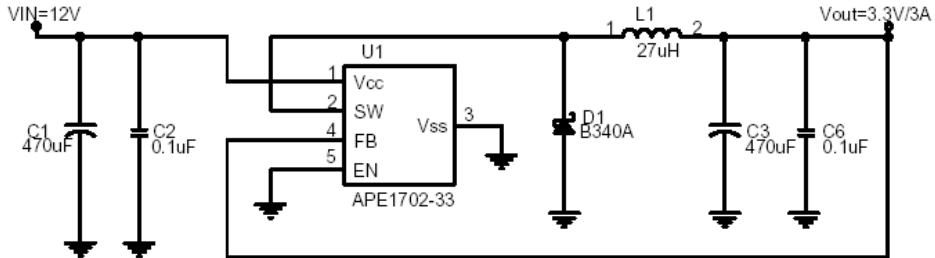 VIN=12V
L1
Vout=3.3V/3A
1
2
27uH
U1
1
Vcc
2
SW
3
Vss
4
FB
5
EN
APE1702-33
C1
470uF
C2
0.1uF
D1
B340A
C3
470uF
C6
0.1uF